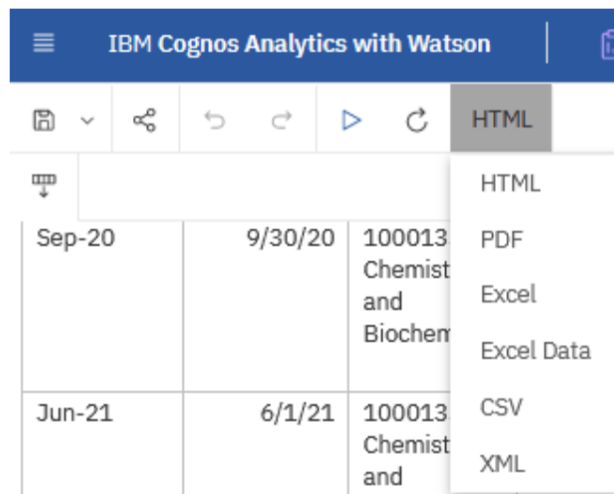 IBM Cognos Analytics with Watson
HTML
HTML
PDF
Excel
Excel Data
CSV
XML
Sep-20 9/30/20 100013
Chemist
and
Biochem
Jun-21 6/1/21 100013
Chemist
and